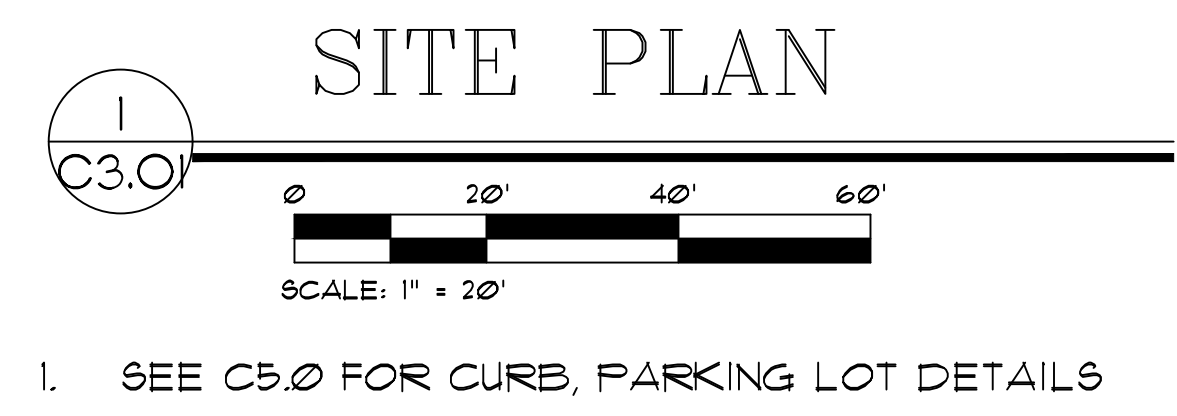 SITE PLAN
1
C3.01
0 20' 40' 60'
SCALE: 1" = 20'
1. SEE C5.0 FOR CURB, PARKING LOT DETAILS